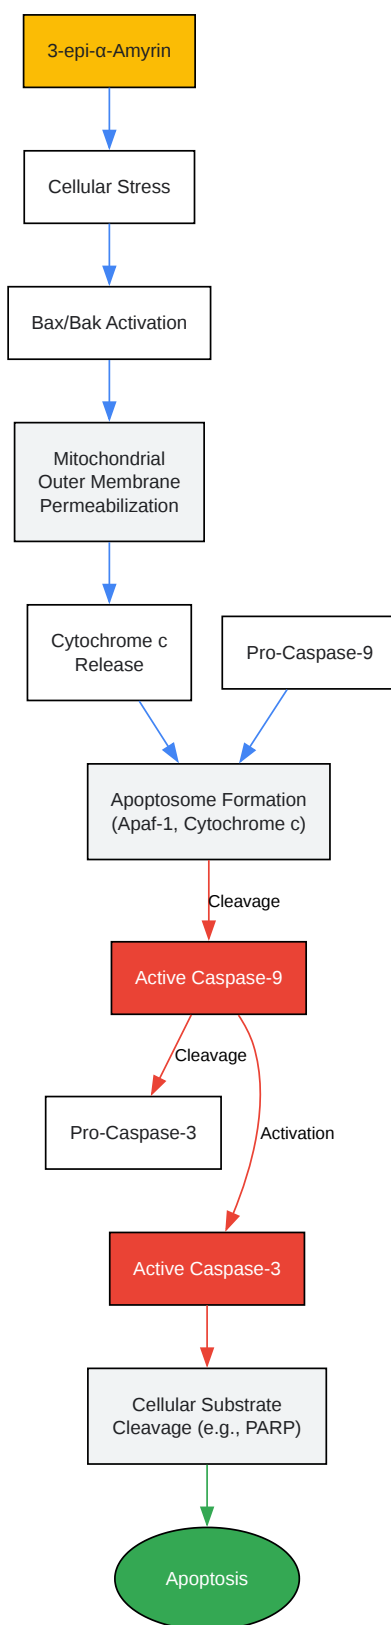 3-epi-α-Amyrin
Cellular Stress
Bax/Bak Activation
Mitochondrial
Outer Membrane
Permeabilization
Cytochrome c
Release
Pro-Caspase-9
Apoptosome Formation
(Apaf-1, Cytochrome c)
Cleavage
Active Caspase-9
Cleavage
Pro-Caspase-3
Activation
Active Caspase-3
Cellular Substrate
Cleavage (e.g., PARP)
Apoptosis